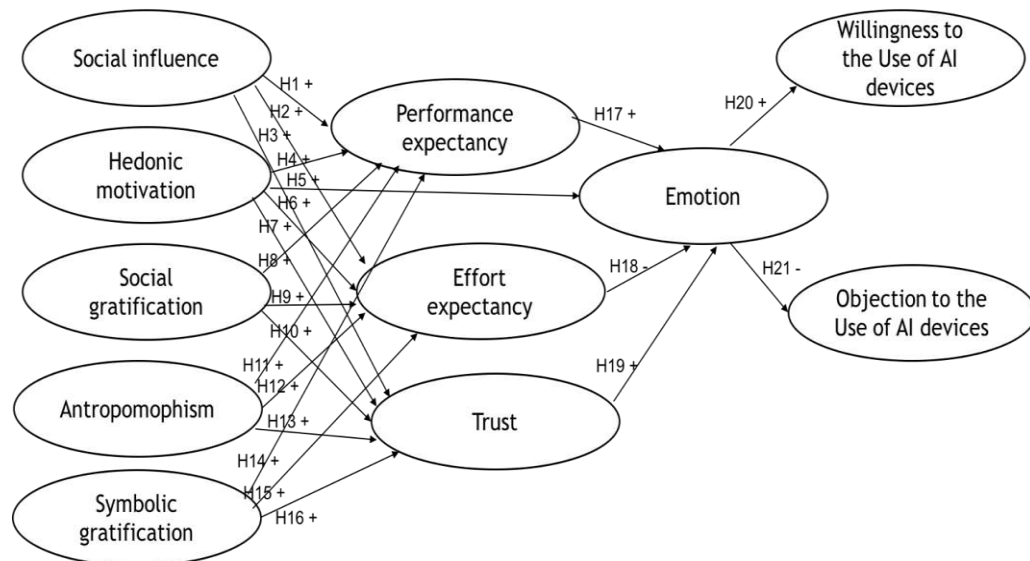 Social influence
Hedonic
motivation
Social
gratification
Antropomophism
Symbolic
gratification
H1 +
H2 +
H3 +
H4 +
H5 +
H6 +
H7 +
H8 +
H9 +
H10 +
H11 +
H12 +
H13 +
H14 +
H15 +
H16 +
Performance
expectancy
Effort
expectancy
Trust
H17 +
H18 -
H19 +
Emotion
H20 +
H21 -
Willingness to
the Use of AI
devices
Objection to the
Use of AI devices